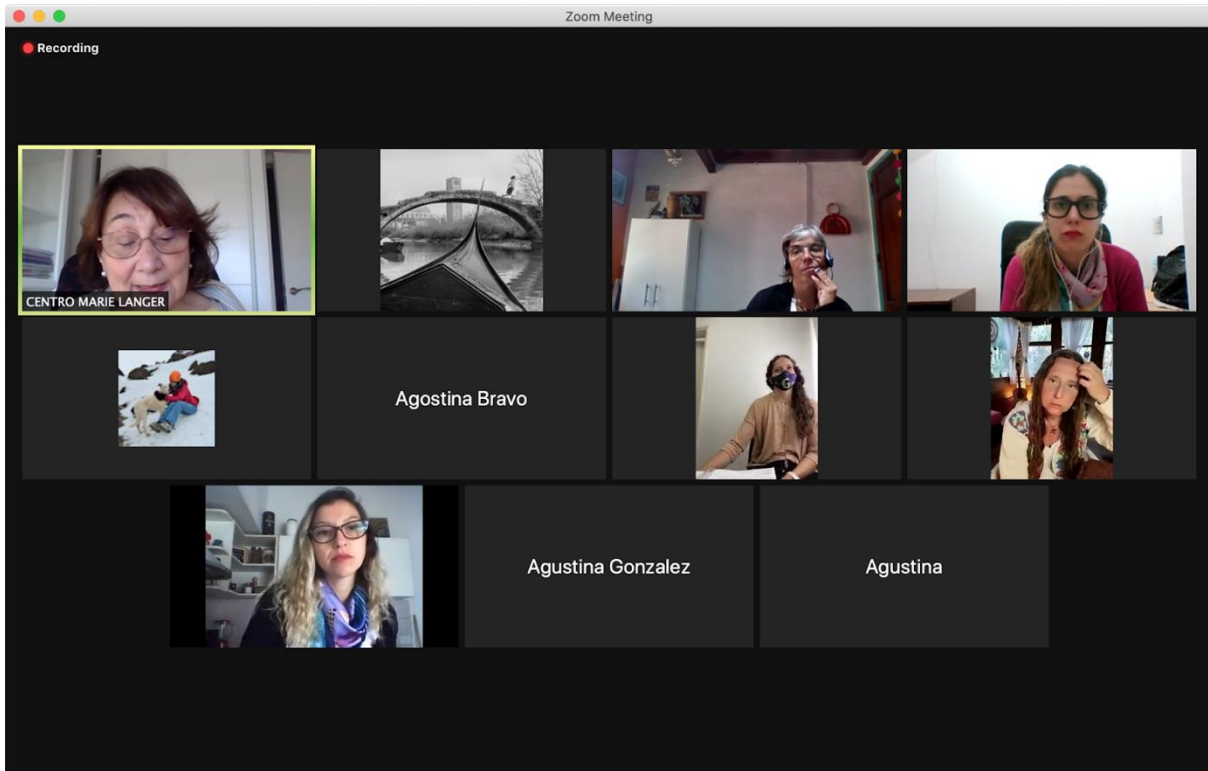 Zoom Meeting
Recording
CENTRO MARIE LANGER
Agostina Bravo
Agustina Gonzalez
Agustina